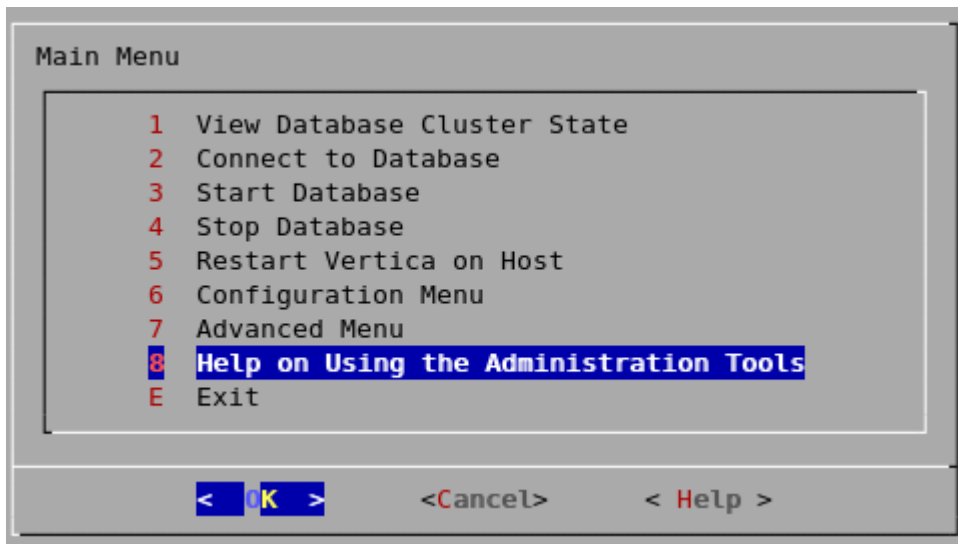 Main Menu
1 View Database Cluster State
2 Connect to Database
3 Start Database
4 Stop Database
5 Restart Vertica on Host
6 Configuration Menu
7 Advanced Menu
8 Help on Using the Administration Tools
E Exit
< OK > <Cancel> < Help >